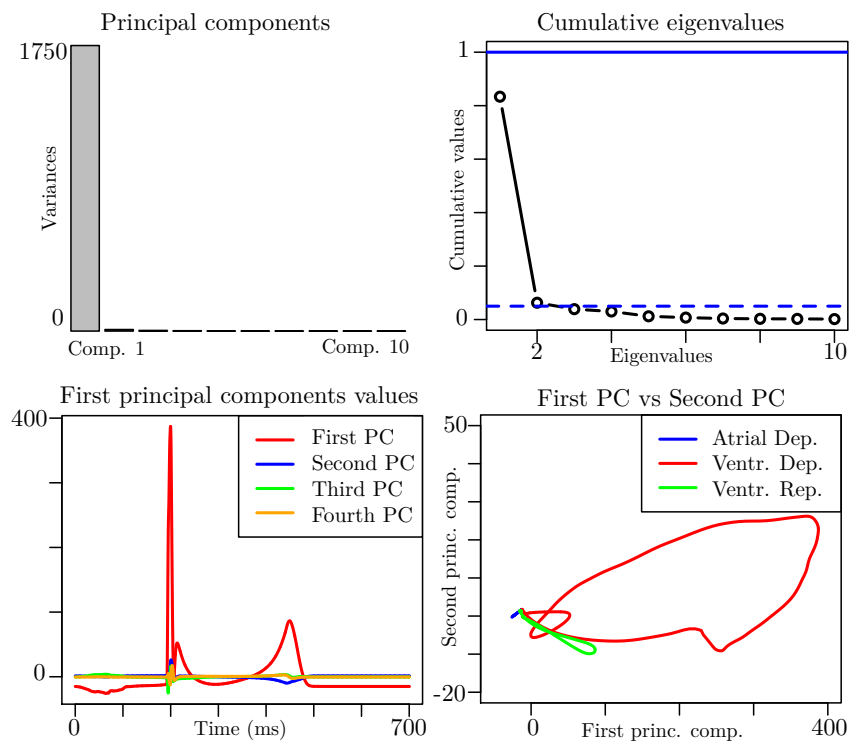 Principal components
1750
Variances
0
Comp. 1
Comp. 10
Cumulative eigenvalues
1
Cumulative values
0
2
Eigenvalues
10
First principal components values
400
First PC
Second PC
Third PC
Fourth PC
0
0
Time (ms)
700
First PC vs Second PC
50
Atrial Dep.
Ventr. Dep.
Ventr. Rep.
Second princ. comp.
-20
0
First princ. comp.
400